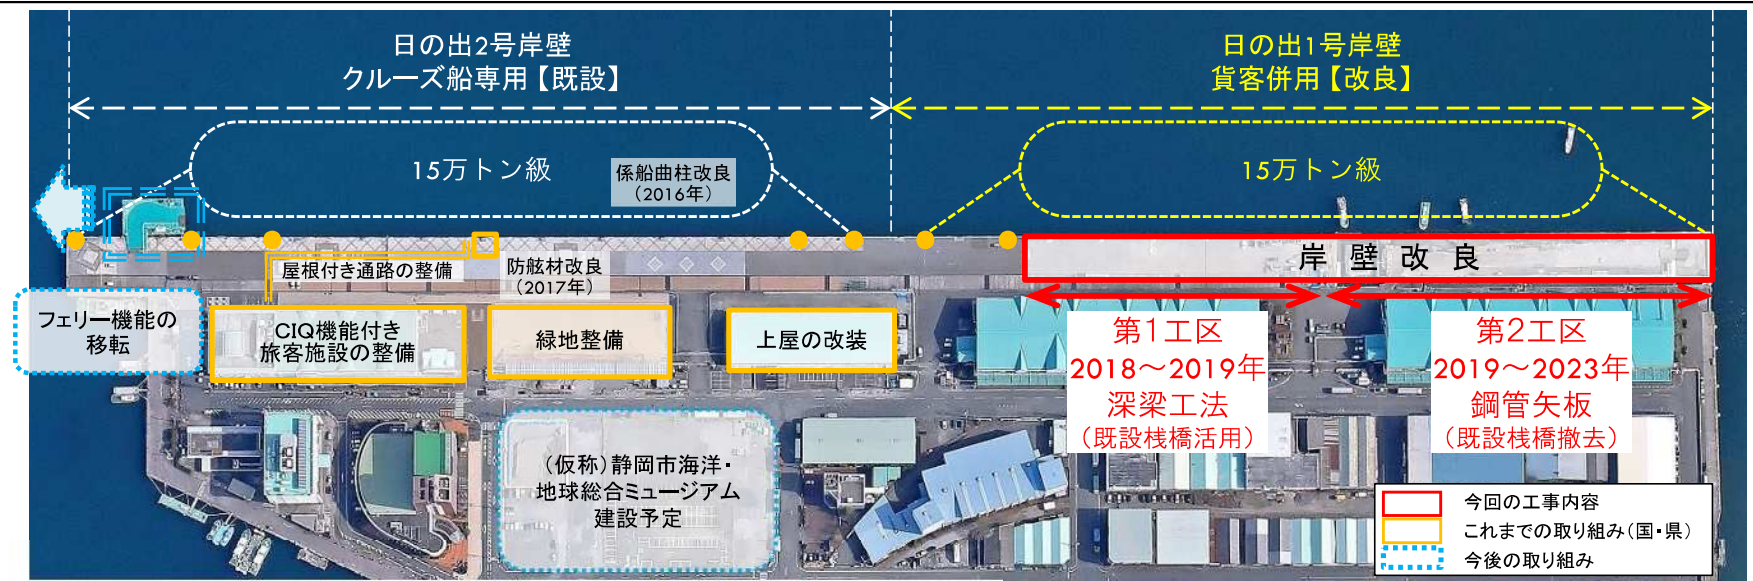 日の出2号岸壁
クルーズ船専用【既設】
日の出1号岸壁
貨客併用【改良】
15万トン級
係船曲柱改良
（2016年）
15万トン級
屋根付き通路の整備
防舷材改良
（2017年）
岸壁改良
フェリー機能の
移転
CIQ機能付き
旅客施設の整備
緑地整備
上屋の改装
第1工区
2018～2019年
深梁工法
（既設桟橋活用）
第2工区
2019～2023年
鋼管矢板
（既設桟橋撤去）
（仮称）静岡市海洋・
地球総合ミュージアム
建設予定
今回の工事内容
これまでの取り組み（国・県）
今後の取り組み